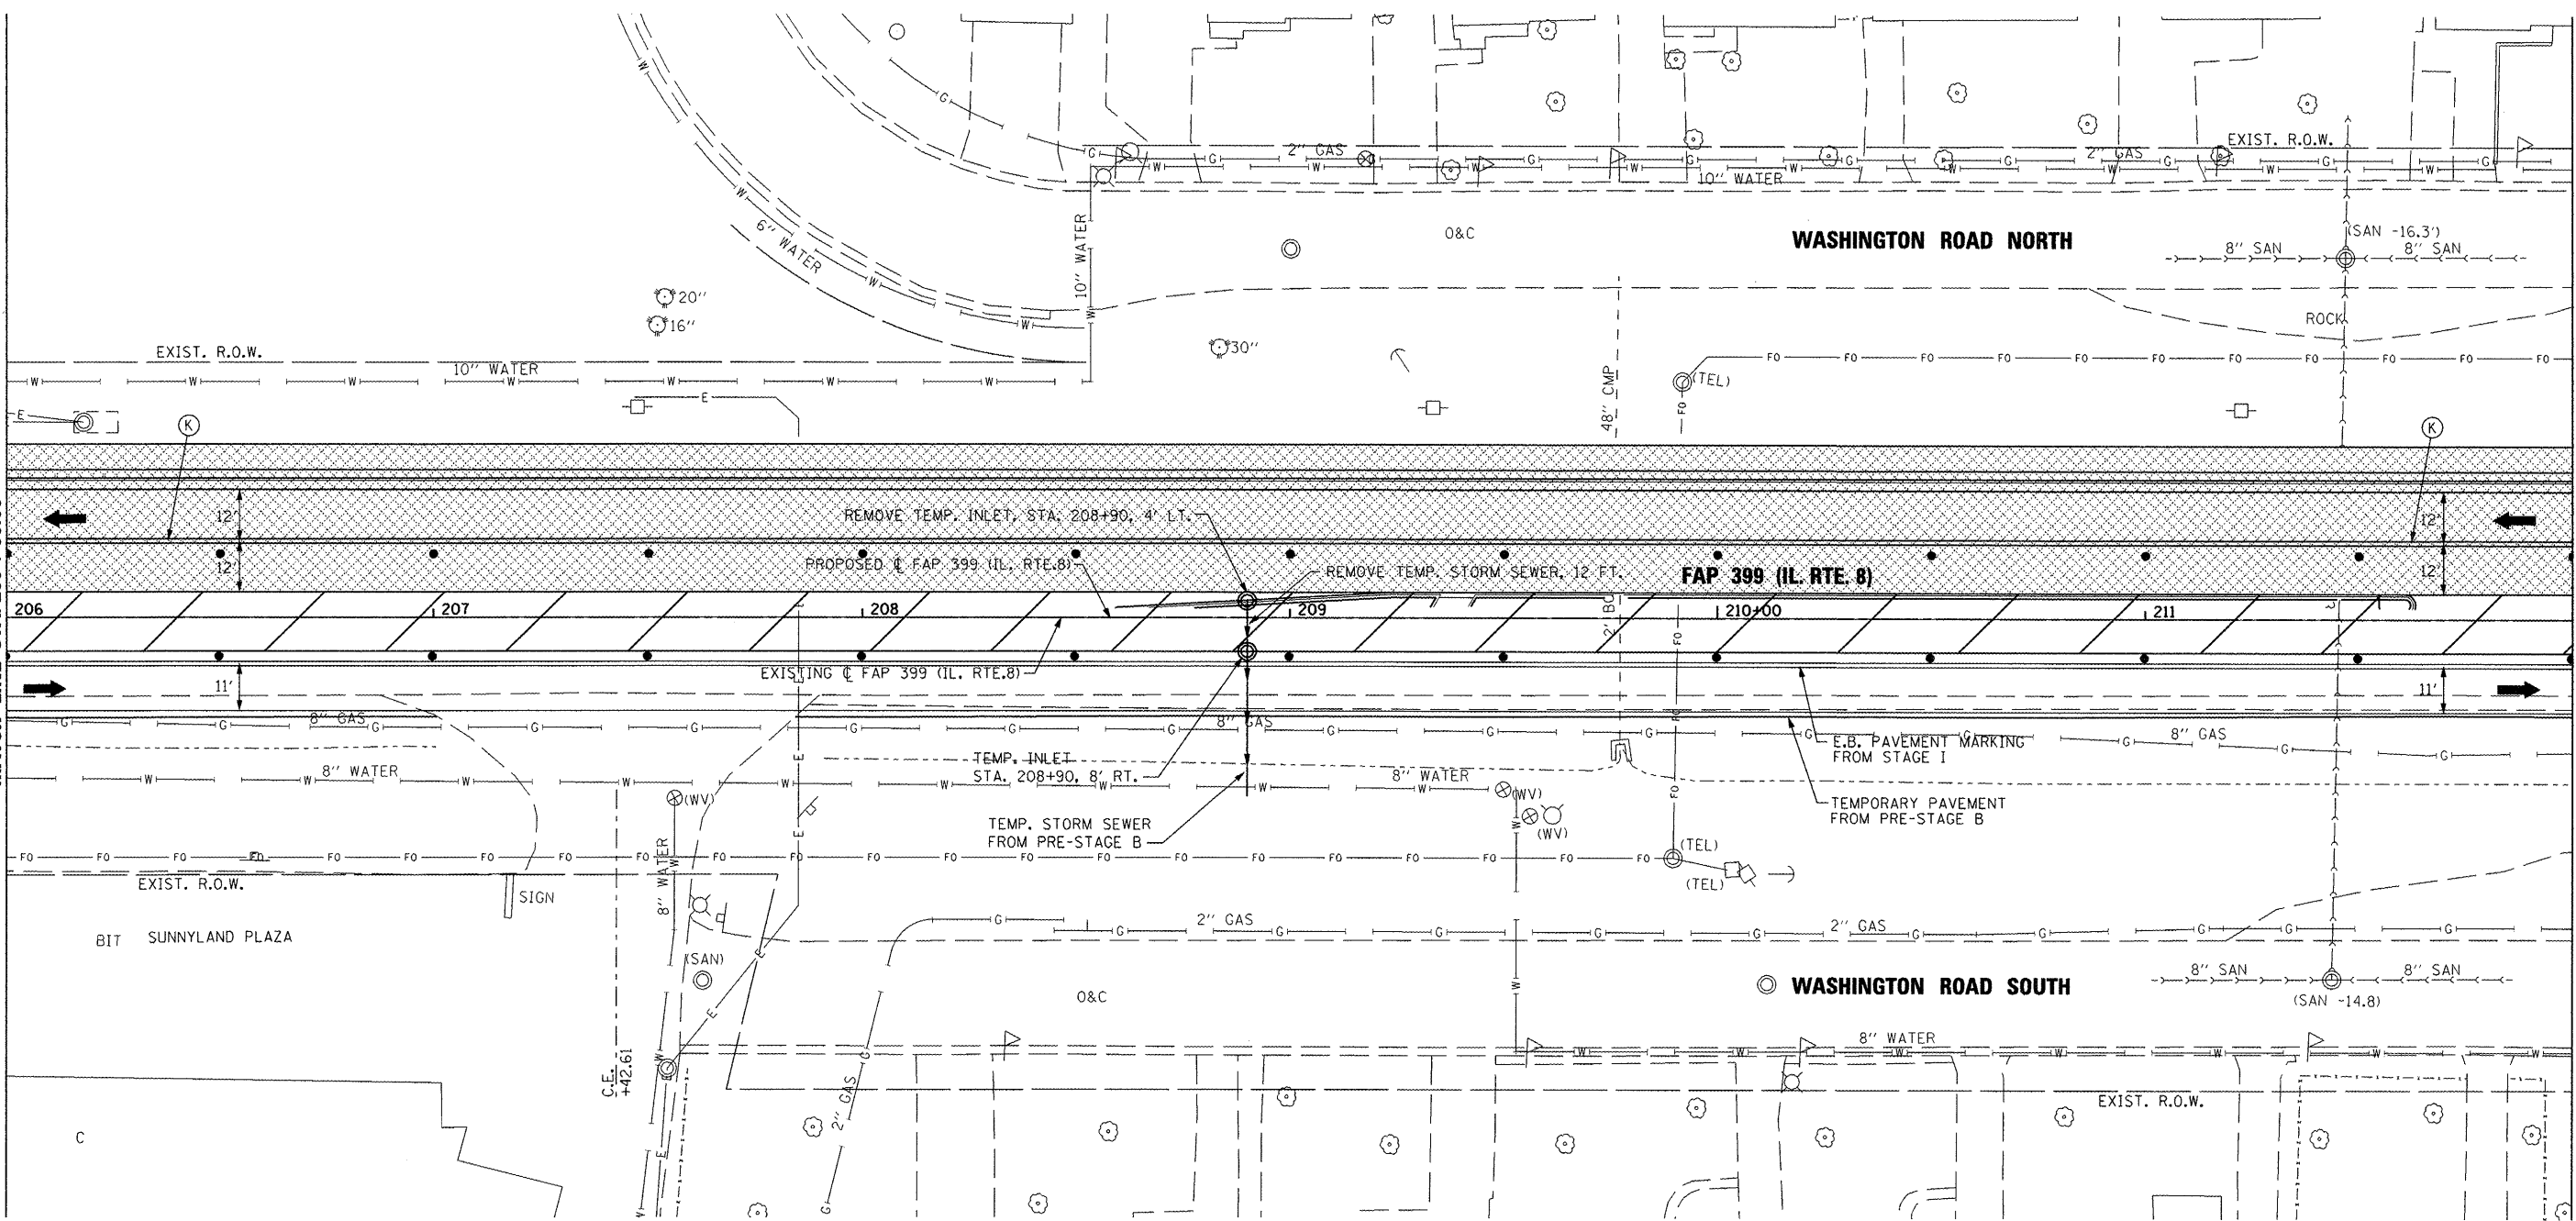 2" GAS
2" GAS
EXIST. R.O.W.
10" WATER
6" WATER
10" WATER
O&C
WASHINGTON ROAD NORTH
(SAN -16.3')
8" SAN
8" SAN
20"
16"
30"
ROCK
EXIST. R.O.W.
10" WATER
48" CMP
(TEL)
K
K
12'
12'
REMOVE TEMP. INLET, STA. 208+90, 4' LT.
PROPOSED ℄ FAP 399 (IL. RTE.8)
REMOVE TEMP. STORM SEWER, 12 FT.
FAP 399 (IL. RTE. 8)
12'
12'
206
207
208
209
210+00
211
EXISTING ℄ FAP 399 (IL. RTE.8)
11'
11'
8" GAS
8" GAS
8" GAS
E.B. PAVEMENT MARKING
FROM STAGE I
TEMP. INLET
STA. 208+90, 8' RT.
8" WATER
8" WATER
(WV)
(WV)
(WV)
TEMPORARY PAVEMENT
FROM PRE-STAGE B
TEMP. STORM SEWER
FROM PRE-STAGE B
(TEL)
(TEL)
8" WATER
EXIST. R.O.W.
SIGN
BIT SUNNYLAND PLAZA
2" GAS
2" GAS
(SAN)
O&C
WASHINGTON ROAD SOUTH
8" SAN
8" SAN
(SAN -14.8)
8" WATER
C.E.
+42.61
2" GAS
EXIST. R.O.W.
C